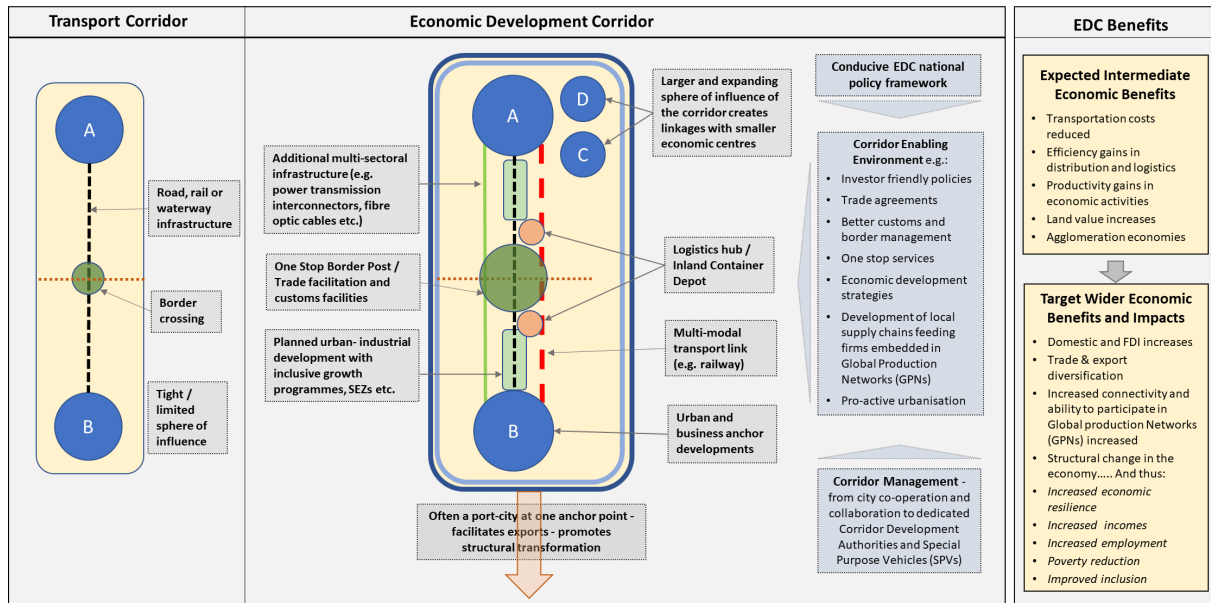 Transport Corridor
A
Road, rail or
waterway
infrastructure
Border
crossing
B
Tight /
limited
sphere of
influence
Economic Development Corridor
Additional multi-sectoral
infrastructure (e.g.
power transmission
interconnectors, fibre
optic cables etc.)
One Stop Border Post /
Trade facilitation and
customs facilities
Planned urban- industrial
development with
inclusive growth
programmes, SEZs etc.
A
D
C
B
Often a port-city at one anchor point -
facilitates exports - promotes
structural transformation
Larger and expanding
sphere of influence of
the corridor creates
linkages with smaller
economic centres
Logistics hub /
Inland Container
Depot
Multi-modal
transport link
(e.g. railway)
Urban and
business anchor
developments
Conducive EDC national
policy framework
Corridor Enabling
Environment e.g.:
• Investor friendly policies
• Trade agreements
• Better customs and
border management
• One stop services
• Economic development
strategies
• Development of local
supply chains feeding
firms embedded in
Global Production
Networks (GPNs)
• Pro-active urbanisation
Corridor Management -
from city co-operation and
collaboration to dedicated
Corridor Development
Authorities and Special
Purpose Vehicles (SPVs)
EDC Benefits
Expected Intermediate
Economic Benefits
• Transportation costs
reduced
• Efficiency gains in
distribution and logistics
• Productivity gains in
economic activities
• Land value increases
• Agglomeration economies
Target Wider Economic
Benefits and Impacts
• Domestic and FDI increases
• Trade & export
diversification
• Increased connectivity and
ability to participate in
Global production Networks
(GPNs) increased
• Structural change in the
economy..... And thus:
• Increased economic
resilience
• Increased incomes
• Increased employment
• Poverty reduction
• Improved inclusion